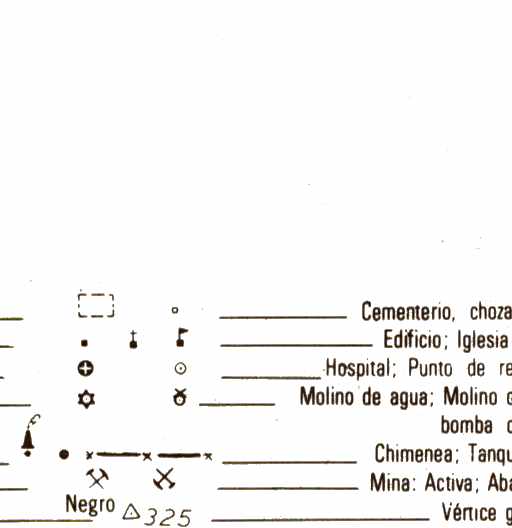 Cementerio, choza
Edificio; Iglesia
Hospital; Punto de re
Molino de agua; Molino
bomba
Chimenea; Tanqu
Mina: Activa; Aba
Negro 325 Vértice g